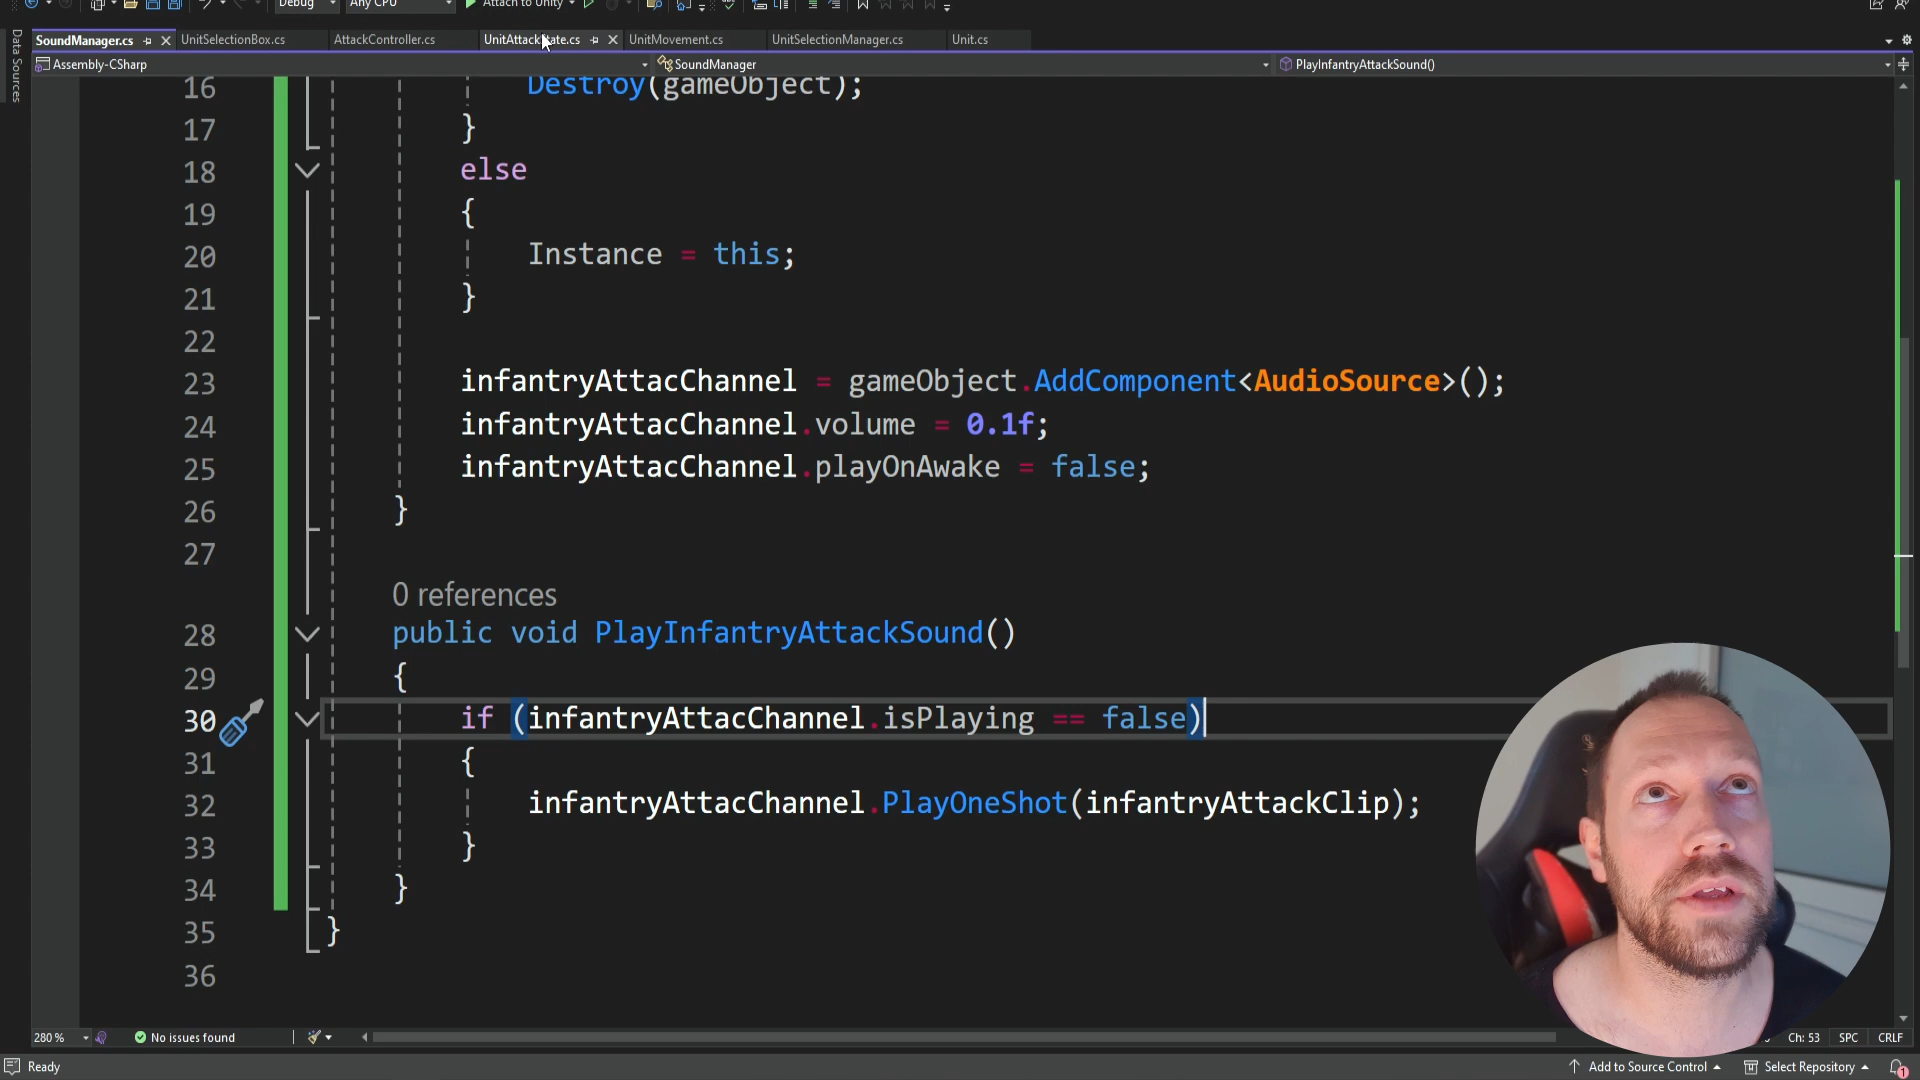 Debug
Any CPU
Attach to Unity
SoundManager.cs
UnitSelectionBox.cs
AttackController.cs
UnitMovement.cs
UnitSelectionManager.cs
Unit.cs
Data Sources
Assembly-CSharp
SoundManager
PlayInfantryAttackSound()
16 Destroy(gameObject);
17 }
18 else
19 {
20 Instance = this;
21 }
22
23 infantryAttacChannel = gameObject.AddComponent<AudioSource>();
24 infantryAttacChannel.volume = 0.1f;
25 infantryAttacChannel.playOnAwake = false;
26 }
27
0 references
28 public void PlayInfantryAttackSound()
29 {
30 if (infantryAttacChannel.isPlaying == false)
31 {
32 infantryAttacChannel.PlayOneShot(infantryAttackClip);
33 }
34 }
35 }
36
280 %
No issues found
Ch: 53
SPC
CRLF
Ready
Add to Source Control
Select Repository
1